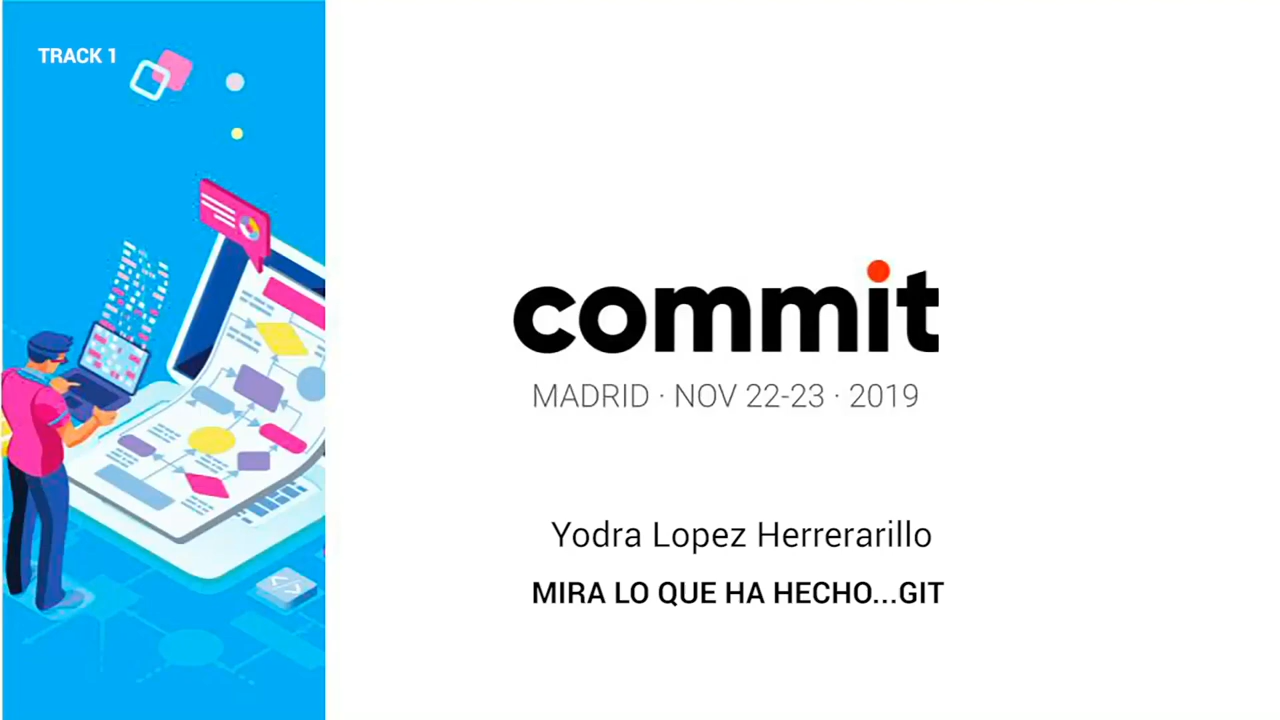 TRACK 1
commit
MADRID · NOV 22-23 · 2019
Yodra Lopez Herrerarillo
MIRA LO QUE HA HECHO...GIT